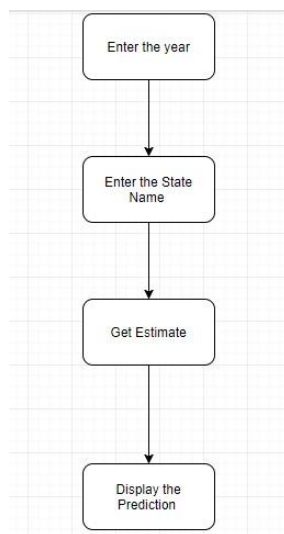 Enter the year
Enter the State
Name
Get Estimate
Display the
Prediction